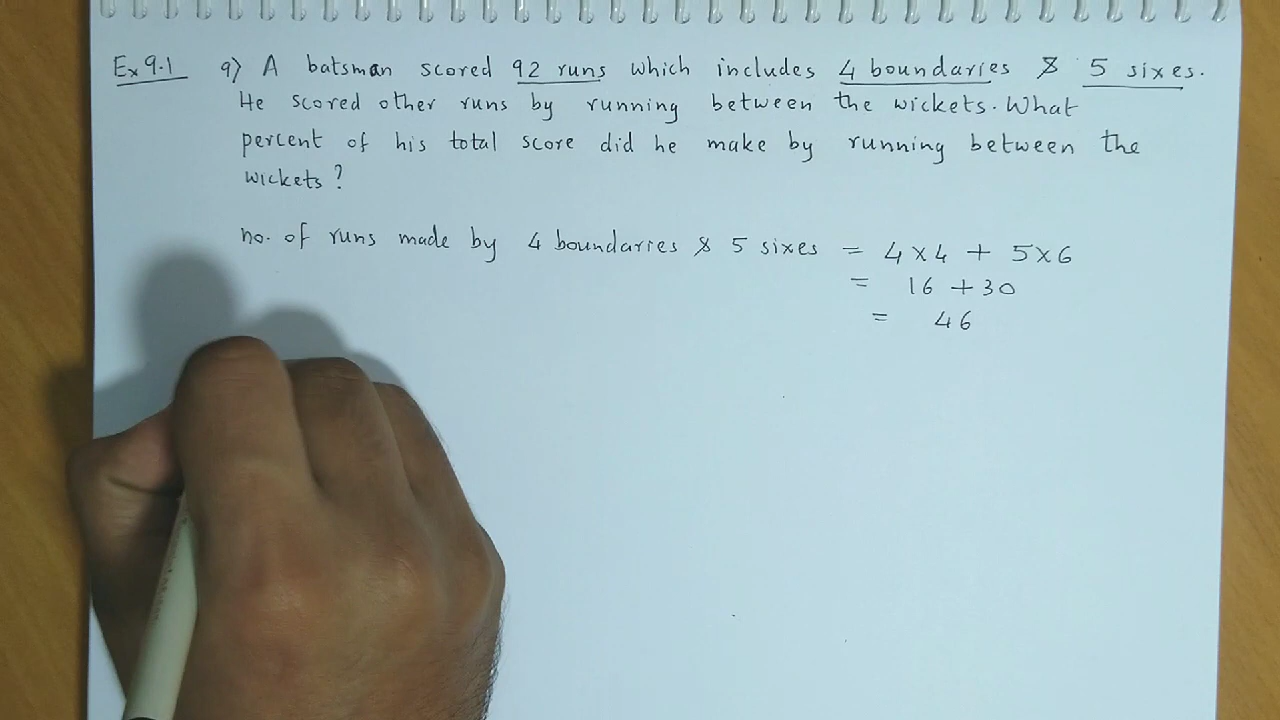 Ex 9.1 9) A batsman scored 92 runs which includes 4 boundaries & 5 sixes.
He scored other runs by running between the wickets. What
percent of his total score did he make by running between the
wickets?
no. of runs made by 4 boundaries & 5 sixes = 4 x 4 + 5 x 6
= 16 + 30
= 46